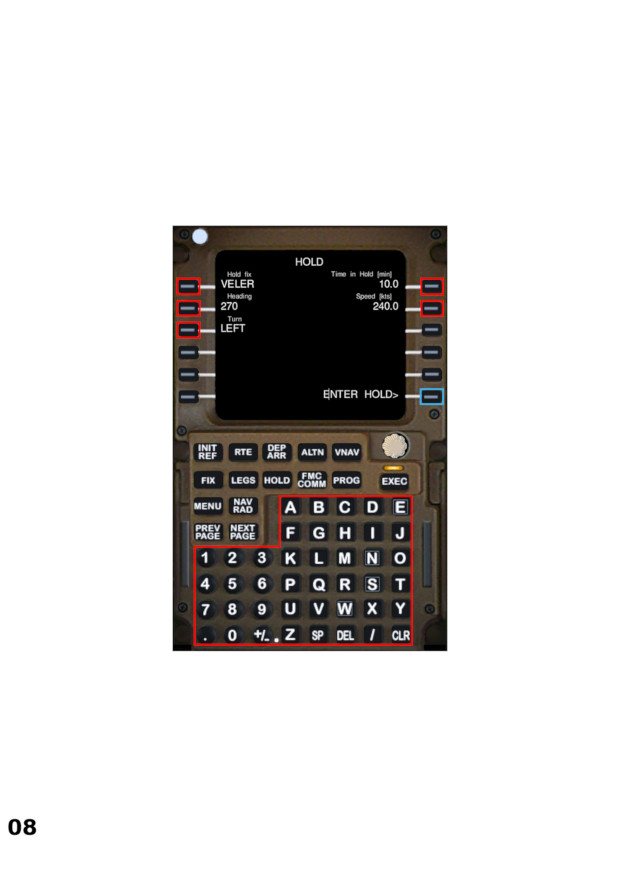 HOLD
Hold fix Time in Hold [min]
VELER 10.0
Heading Speed [kts]
270 240.0
Turn
LEFT
ENTER HOLD>
INIT REF RTE DEP ARR ALTN VNAV
FIX LEGS HOLD FMC COMM PROG EXEC
MENU NAV RAD A B C D E
PREV PAGE NEXT PAGE F G H I J
1 2 3 K L M N O
4 5 6 P Q R S T
7 8 9 U V W X Y
. 0 +/- Z SP DEL / CLR
08